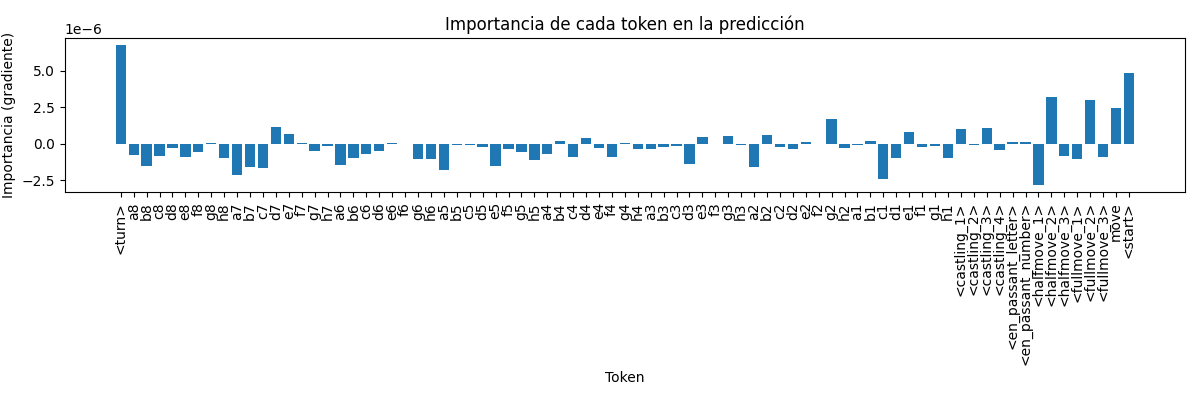 Importancia de cada token en la predicción
1e−6
Importancia (gradiente)
5.0
2.5
0.0
−2.5
<turn> a8 b8 c8 d8 e8 f8 g8 h8 a7 b7 c7 d7 e7 f7 g7 h7 a6 b6 c6 d6 e6 f6 g6 h6 a5 b5 c5 d5 e5 f5 g5 h5 a4 b4 c4 d4 e4 f4 g4 h4 a3 b3 c3 d3 e3 f3 g3 h3 a2 b2 c2 d2 e2 f2 g2 h2 a1 b1 c1 d1 e1 f1 g1 h1 <castling_1> <castling_2> <castling_3> <castling_4> <en_passant_letter> <en_passant_number> <halfmove_1> <halfmove_2> <halfmove_3> <fullmove_1> <fullmove_2> <fullmove_3> move <start>
Token